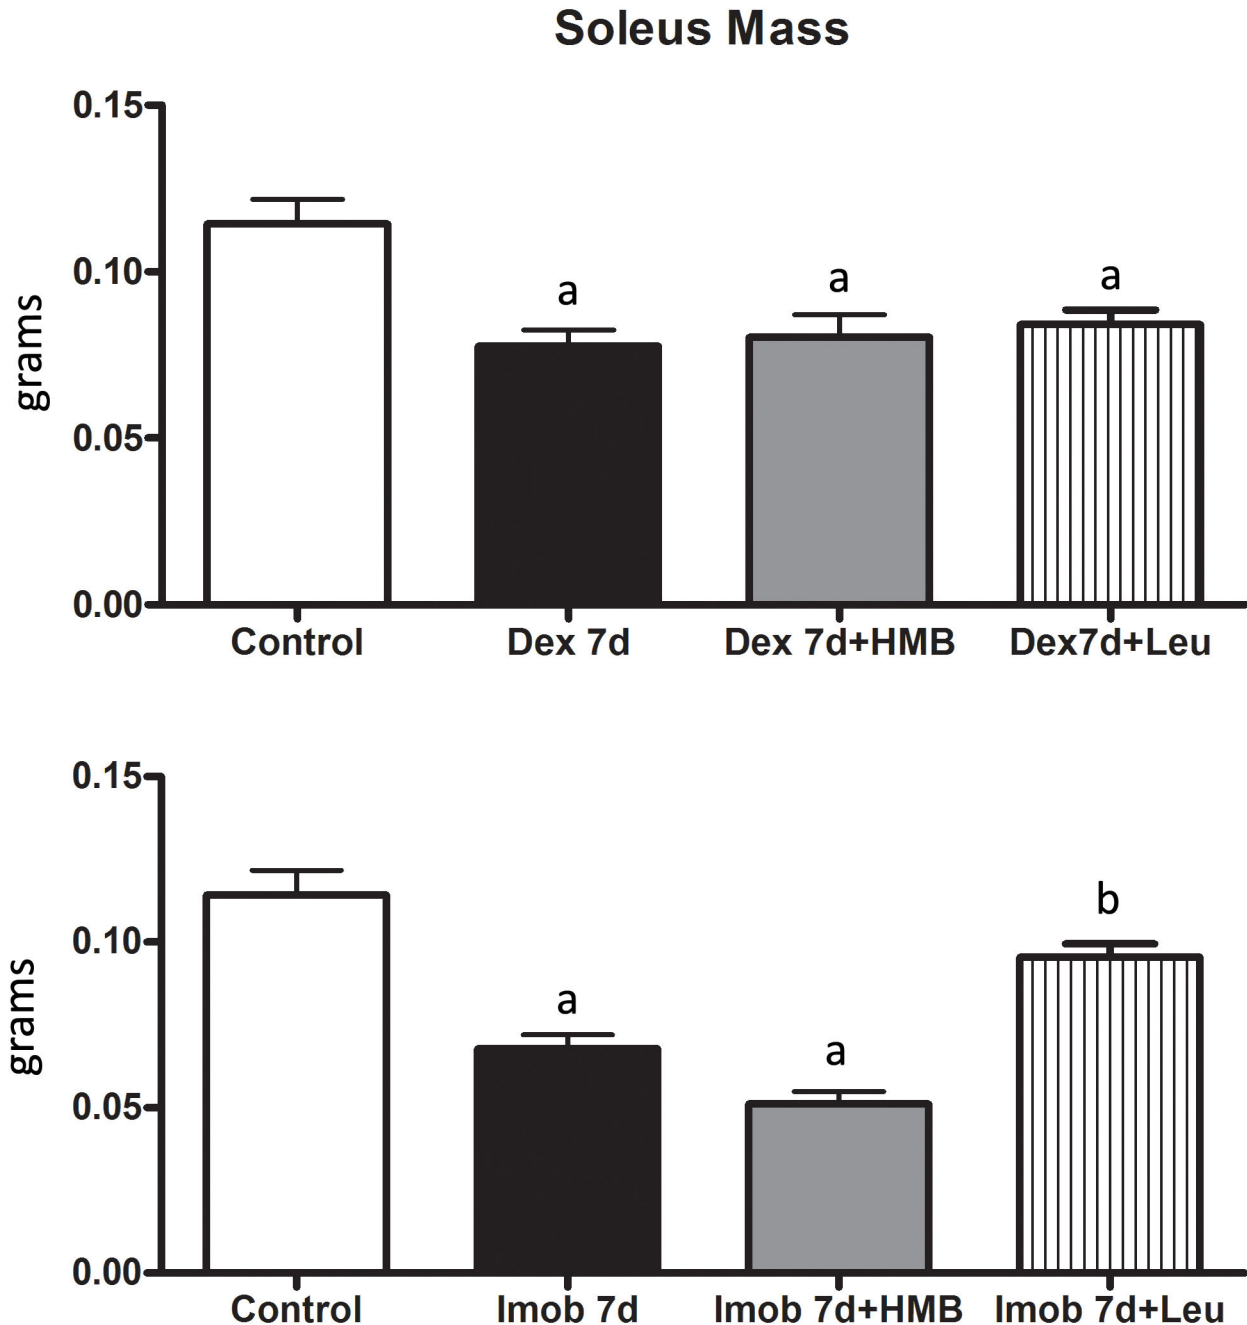 Soleus Mass
0.15
0.10
0.05
0.00
grams
a
a
a
Control
Dex 7d
Dex 7d+HMB
Dex7d+Leu
0.15
0.10
0.05
0.00
grams
a
a
b
Control
Imob 7d
Imob 7d+HMB
Imob 7d+Leu